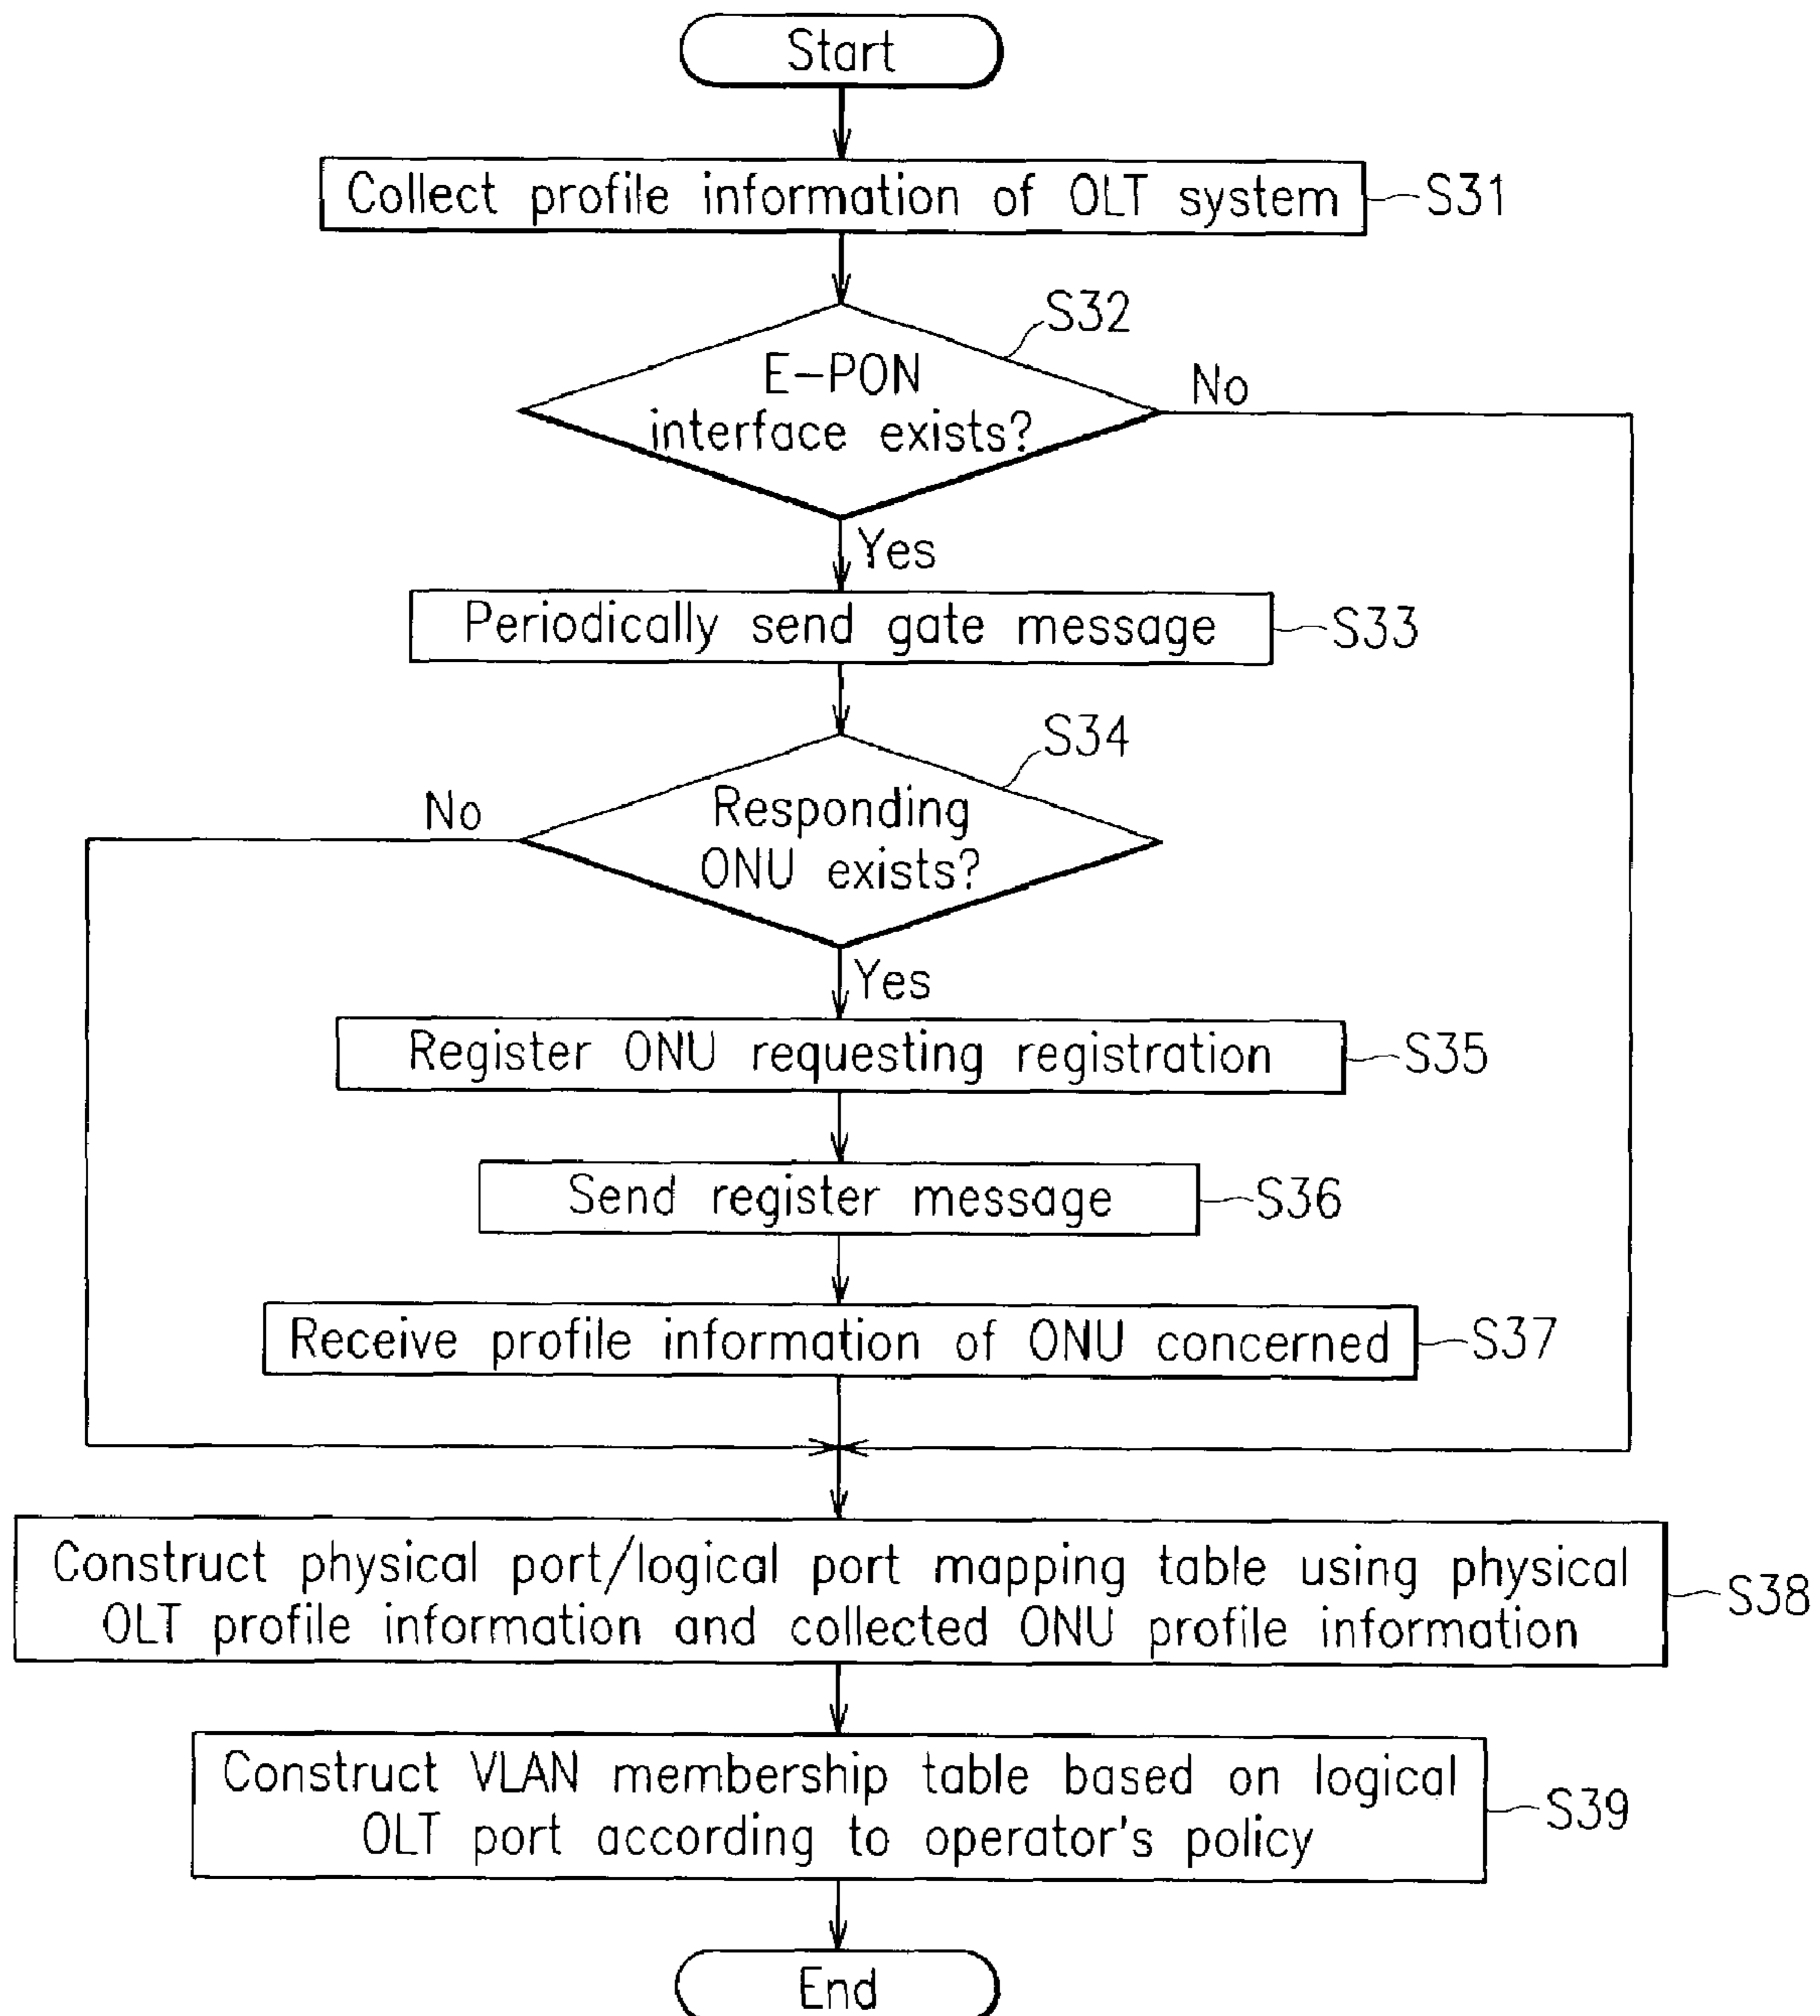 Start
Collect profile information of OLT system
S31
S32
E-PON
interface exists?
No
Yes
Periodically send gate message
S33
S34
No
Responding
ONU exists?
Yes
Register ONU requesting registration
S35
Send register message
S36
Receive profile information of ONU concerned
S37
Construct physical port/logical port mapping table using physical
OLT profile information and collected ONU profile information
S38
Construct VLAN membership table based on logical
OLT port according to operator's policy
S39
End